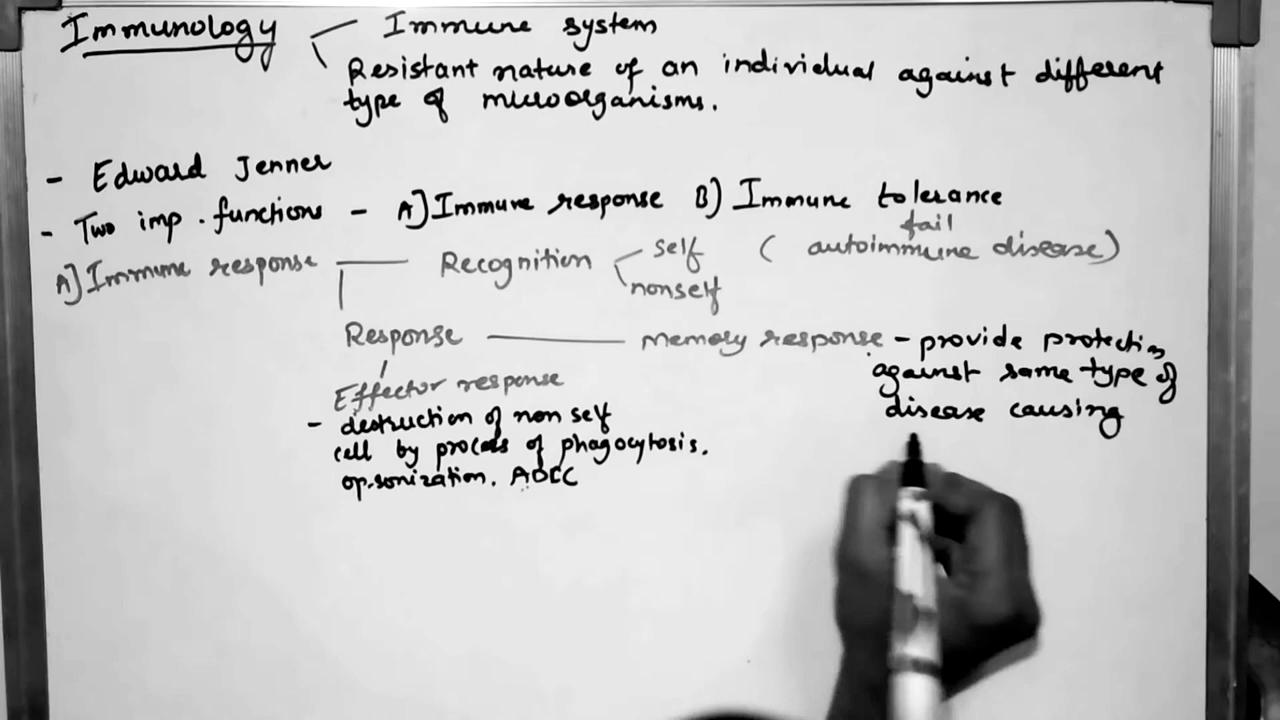 Immunology Immune system
Resistant nature of an individual against different
type of microorganisms.
- Edward Jenner
- Two imp. functions - A] Immune response B) Immune tolerance
fail
A] Immune response Recognition self ( autoimmune disease)
nonself
Response memory response - provide protection
against same type of
Effector response
disease causing
- destruction of non self
cell by process of phagocytosis.
opsonization. ADCC